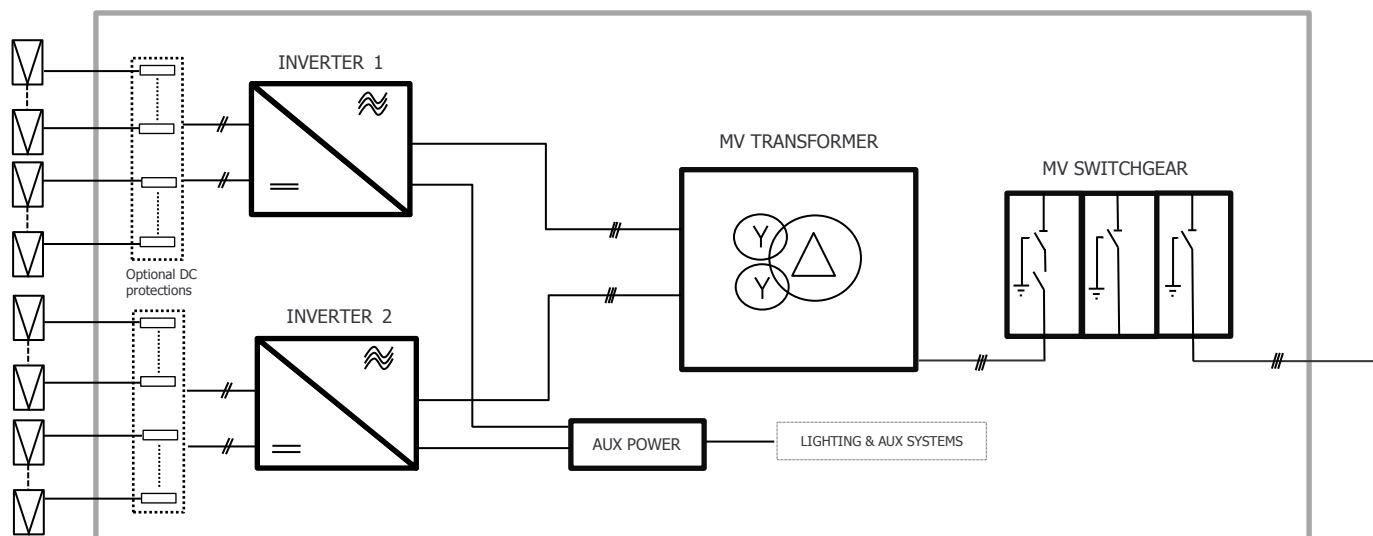 INVERTER 1
MV TRANSFORMER
MV SWITCHGEAR
Y
Y
Optional DC
protections
INVERTER 2
AUX POWER
LIGHTING & AUX SYSTEMS